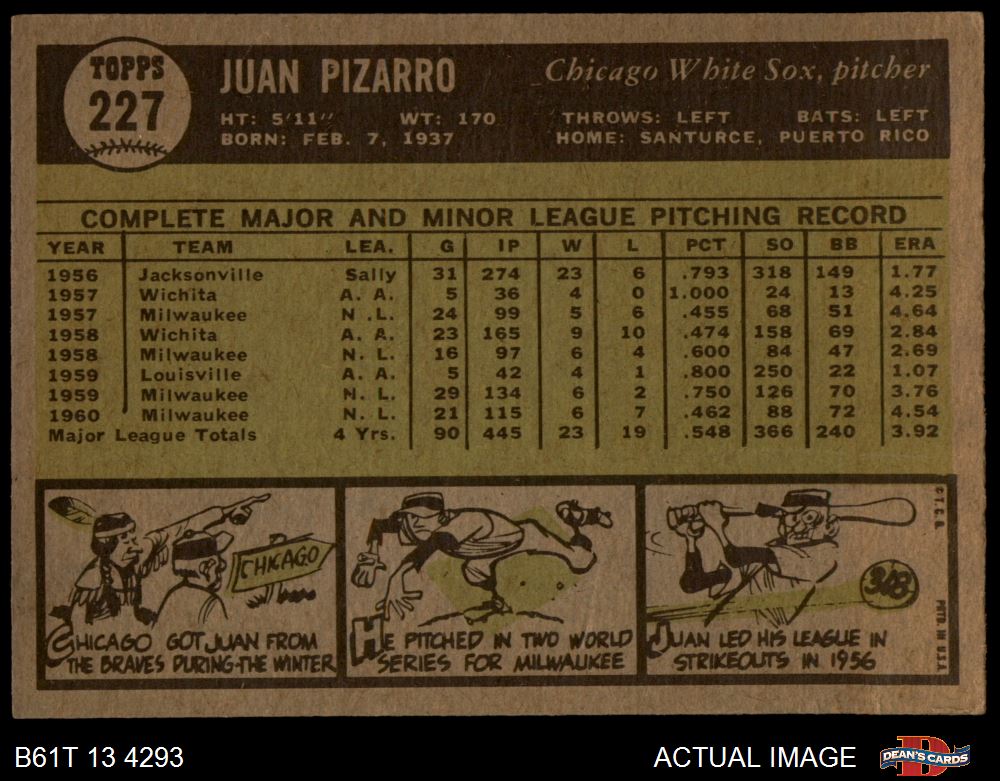 TOPPS
227
JUAN PIZARRO
Chicago White Sox, pitcher
HT: 5'11" WT: 170 THROWS: LEFT BATS: LEFT
BORN: FEB. 7, 1937 HOME: SANTURCE, PUERTO RICO
COMPLETE MAJOR AND MINOR LEAGUE PITCHING RECORD
YEAR TEAM LEA. G IP W L PCT SO BB ERA
1956 Jacksonville Sally 31 274 23 6 .793 318 149 1.77
1957 Wichita A. A. 5 36 4 0 1.000 24 13 4.25
1957 Milwaukee N .L. 24 99 5 6 .455 68 51 4.64
1958 Wichita A. A. 23 165 9 10 .474 158 69 2.84
1958 Milwaukee N. L. 16 97 6 4 .600 84 47 2.69
1959 Louisville A. A. 5 42 4 1 .800 250 22 1.07
1959 Milwaukee N. L. 29 134 6 2 .750 126 70 3.76
1960 Milwaukee N. L. 21 115 6 7 .462 88 72 4.54
Major League Totals 4 Yrs. 90 445 23 19 .548 366 240 3.92
CHICAGO
CHICAGO GOT JUAN FROM
THE BRAVES DURING THE WINTER
HE PITCHED IN TWO WORLD
SERIES FOR MILWAUKEE
318
JUAN LED HIS LEAGUE IN
STRIKEOUTS IN 1956
© T. C. G.
PRTD. IN U.S.A.
B61T 13 4293
ACTUAL IMAGE
DEAN'S CARDS